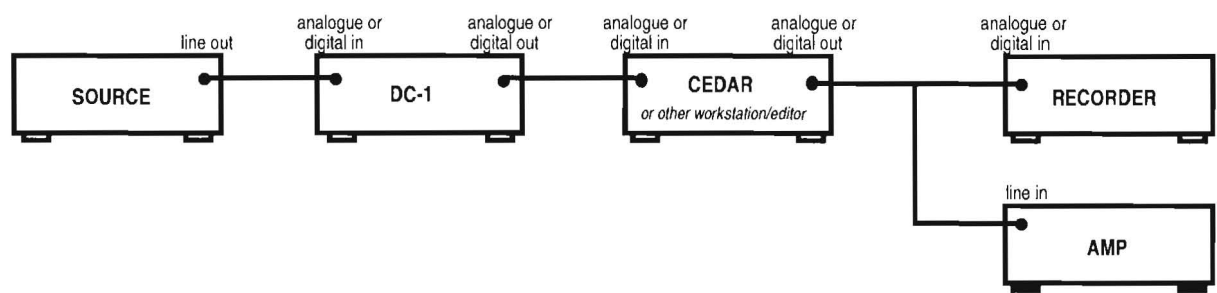 line out
analogue or
digital in
analogue or
digital out
analogue or
digital in
analogue or
digital out
analogue or
digital in
SOURCE
DC-1
CEDAR
or other workstation/editor
RECORDER
line in
AMP